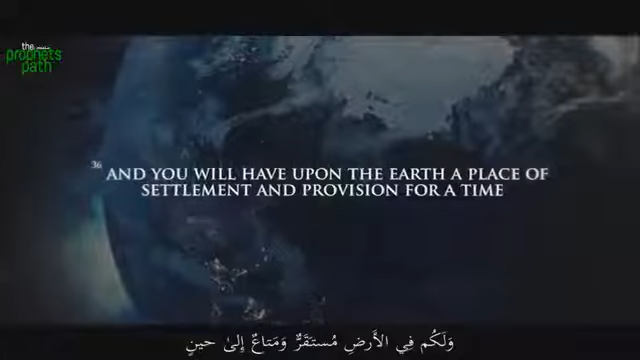 the
prophets
path
36 AND YOU WILL HAVE UPON THE EARTH A PLACE OF
SETTLEMENT AND PROVISION FOR A TIME
وَلَكُم فِي الأَرضِ مُستَقَرٌّ وَمَتاعٌ إِلىٰ حينٍ